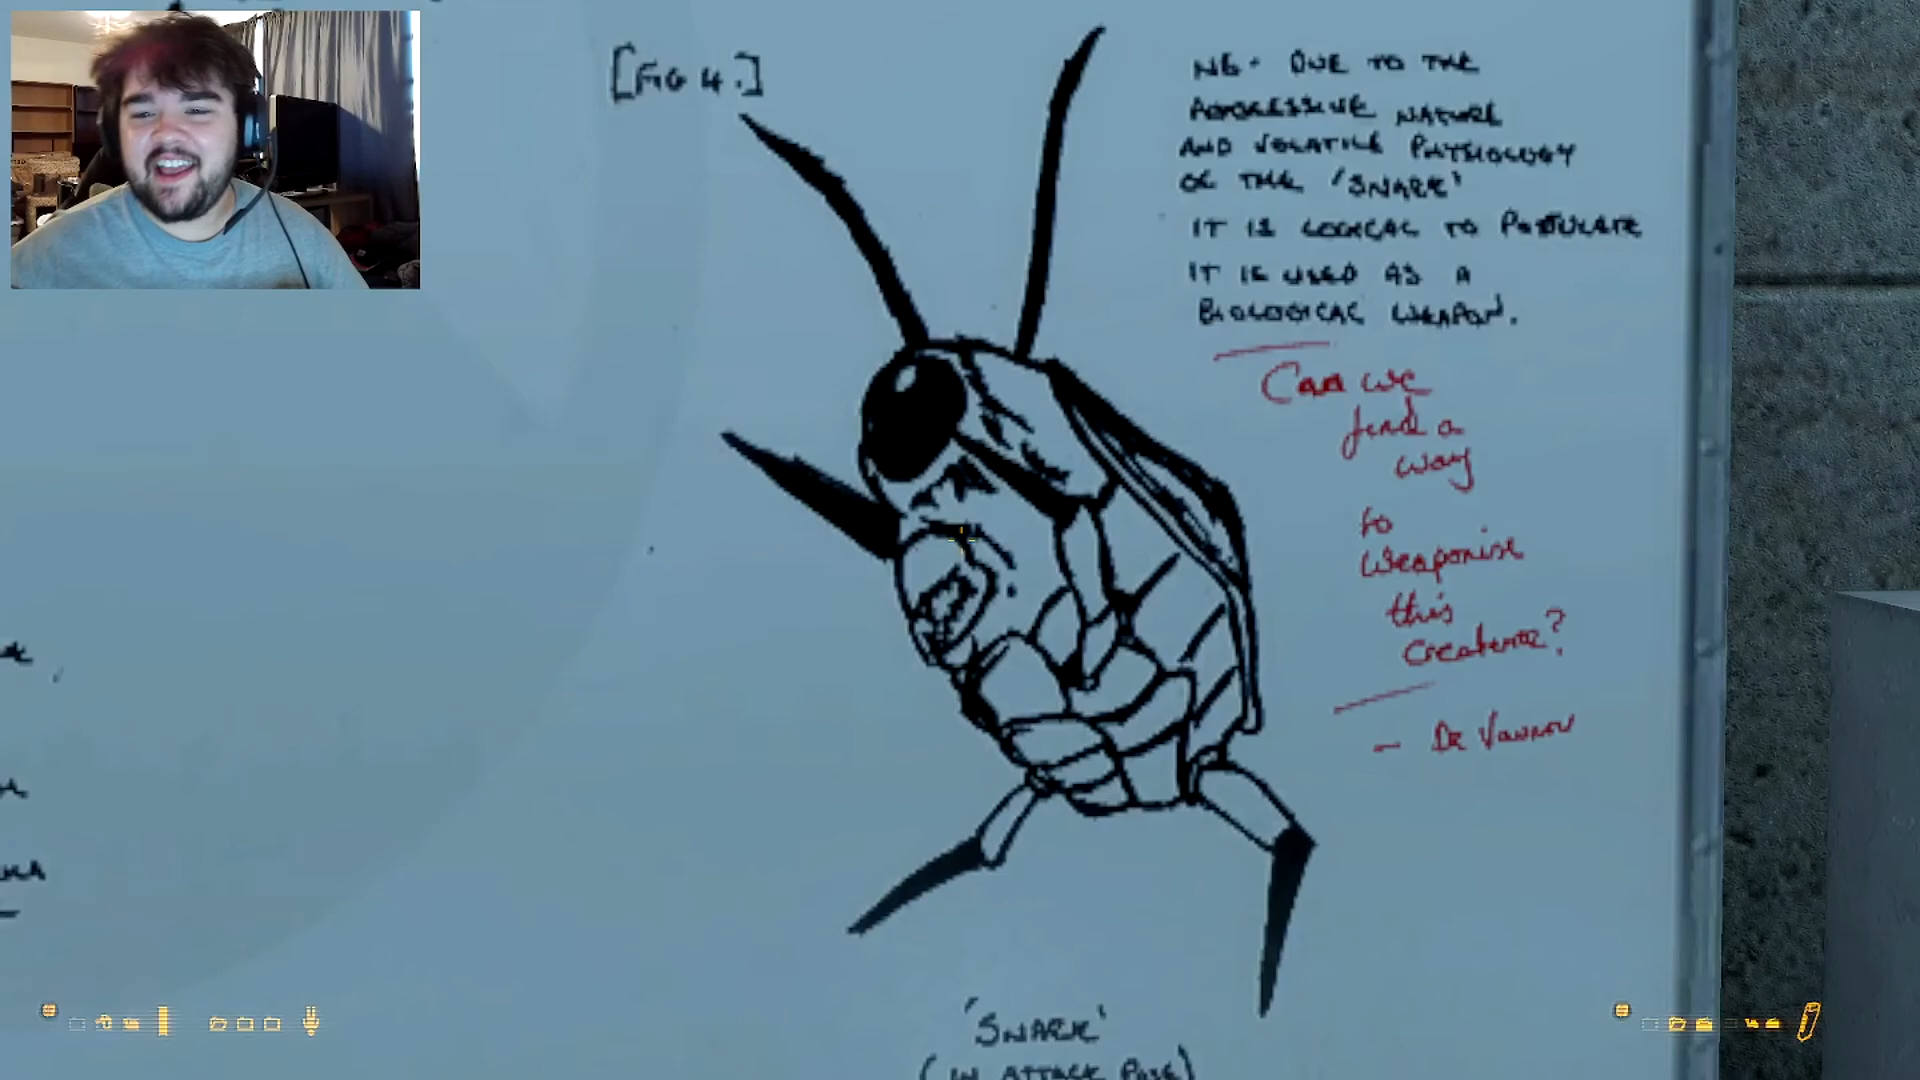 [FIG 4.]
NB- DUE TO THE
AGGRESSIVE NATURE
AND VOLATILE PHYSIOLOGY
OF THE 'SNARK'
IT IS LOGICAL TO POSTULATE
IT IS USED AS A
BIOLOGICAL WEAPON.
Can we
find a
way
to
weaponise
this
creature?
- Dr
'SNARK'
(IN ATTACK POSE)